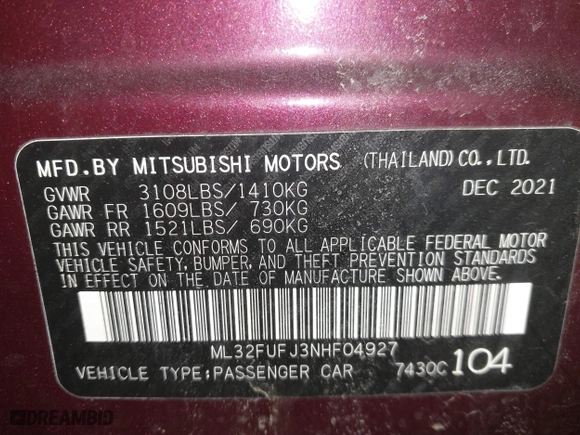 MFD.BY MITSUBISHI MOTORS (THAILAND) CO.,LTD.
GVWR 3108LBS/1410KG DEC 2021
GAWR FR 1609LBS/ 730KG
GAWR RR 1521LBS/ 690KG
THIS VEHICLE CONFORMS TO ALL APPLICABLE FEDERAL MOTOR
VEHICLE SAFETY, BUMPER, AND THEFT PREVENTION STANDARDS
IN EFFECT ON THE DATE OF MANUFACTURE SHOWN ABOVE.
ML32FUFJ3NHF04927
VEHICLE TYPE:PASSENGER CAR 7430C 104
DREAMBID